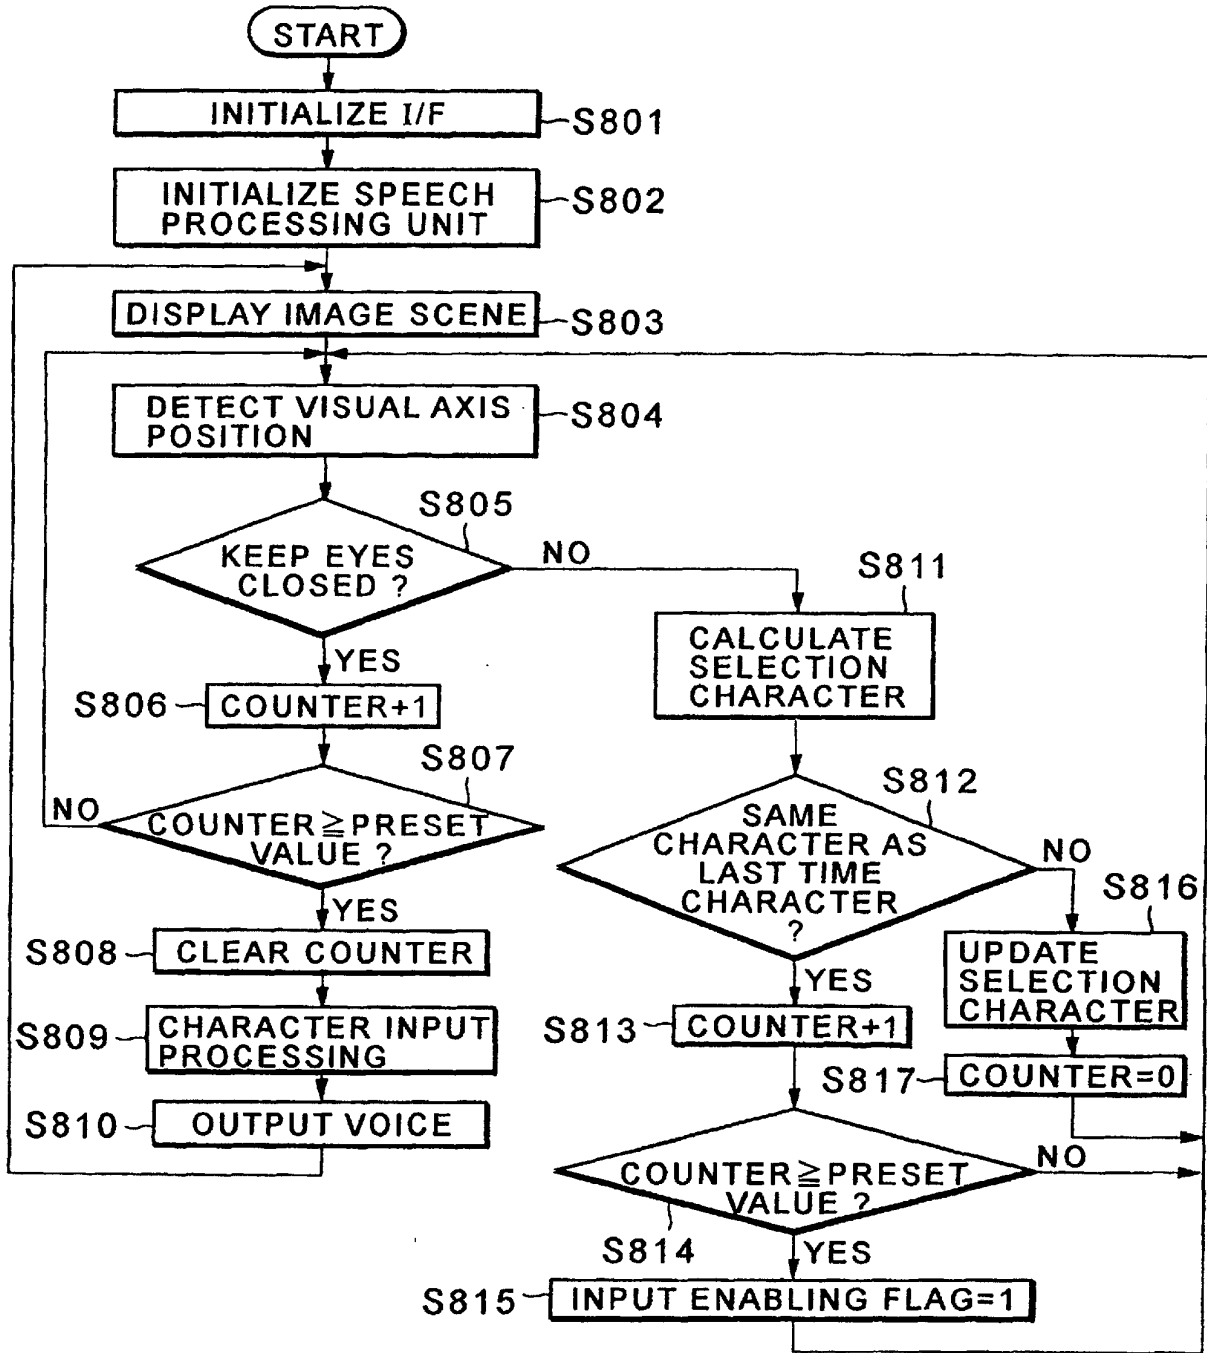 START
INITIALIZE I/F
S801
INITIALIZE SPEECH
PROCESSING UNIT
S802
DISPLAY IMAGE SCENE
S803
DETECT VISUAL AXIS
POSITION
S804
S805
KEEP EYES
CLOSED ?
NO
YES
S806
COUNTER+1
S807
COUNTER≧PRESET
VALUE ?
NO
YES
S808
CLEAR COUNTER
S809
CHARACTER INPUT
PROCESSING
S810
OUTPUT VOICE
S811
CALCULATE
SELECTION
CHARACTER
S812
SAME
CHARACTER AS
LAST TIME
CHARACTER
?
NO
YES
S816
UPDATE
SELECTION
CHARACTER
S813
COUNTER+1
S817
COUNTER=0
COUNTER≧PRESET
VALUE ?
NO
S814
YES
S815
INPUT ENABLING FLAG=1